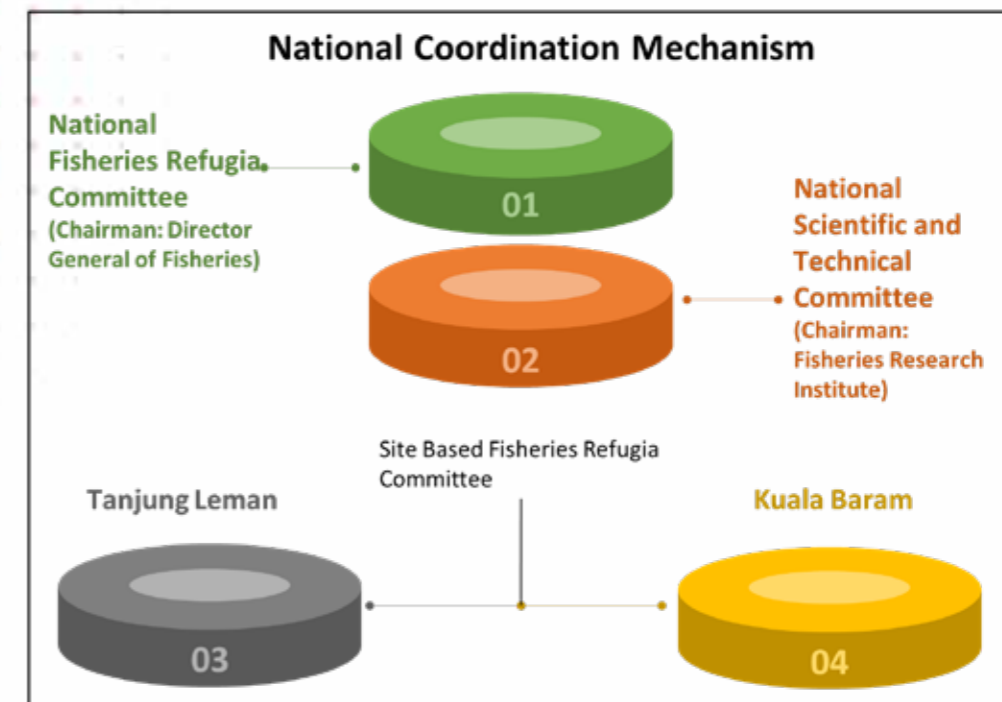 National Coordination Mechanism
National
Fisheries Refugia
Committee
(Chairman: Director
General of Fisheries)
01
National
Scientific and
Technical
Committee
(Chairman:
Fisheries Research
Institute)
02
Site Based Fisheries Refugia
Committee
Tanjung Leman
Kuala Baram
03
04